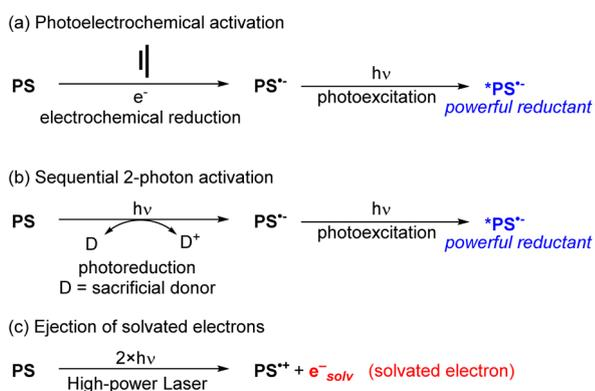 (a) Photoelectrochemical activation
PS e⁻ PS•- hν *PS•-
electrochemical reduction photoexcitation powerful reductant
(b) Sequential 2-photon activation
PS hν PS•- hν *PS•-
D D⁺ photoexcitation powerful reductant
photoreduction
D = sacrificial donor
(c) Ejection of solvated electrons
PS 2×hν PS•+ + e⁻solv (solvated electron)
High-power Laser